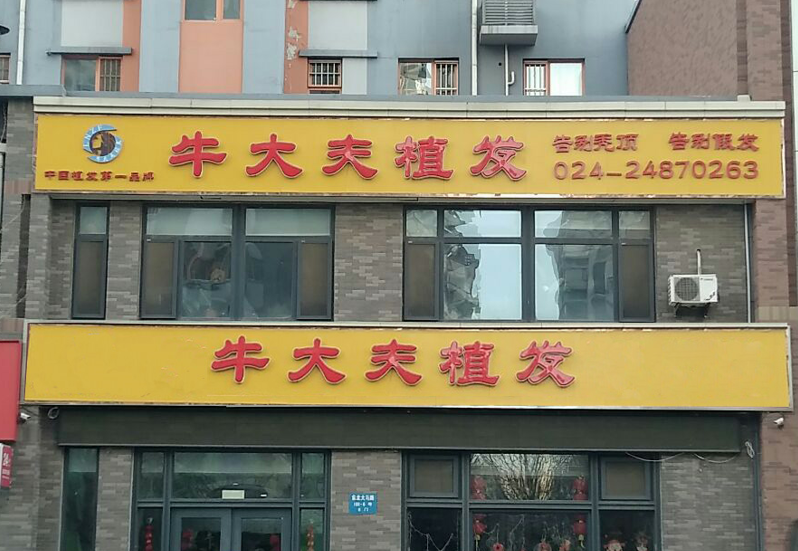 牛大夫植发
告别秃顶 告别假发
中国植发第一品牌
024-24870263
牛大夫植发